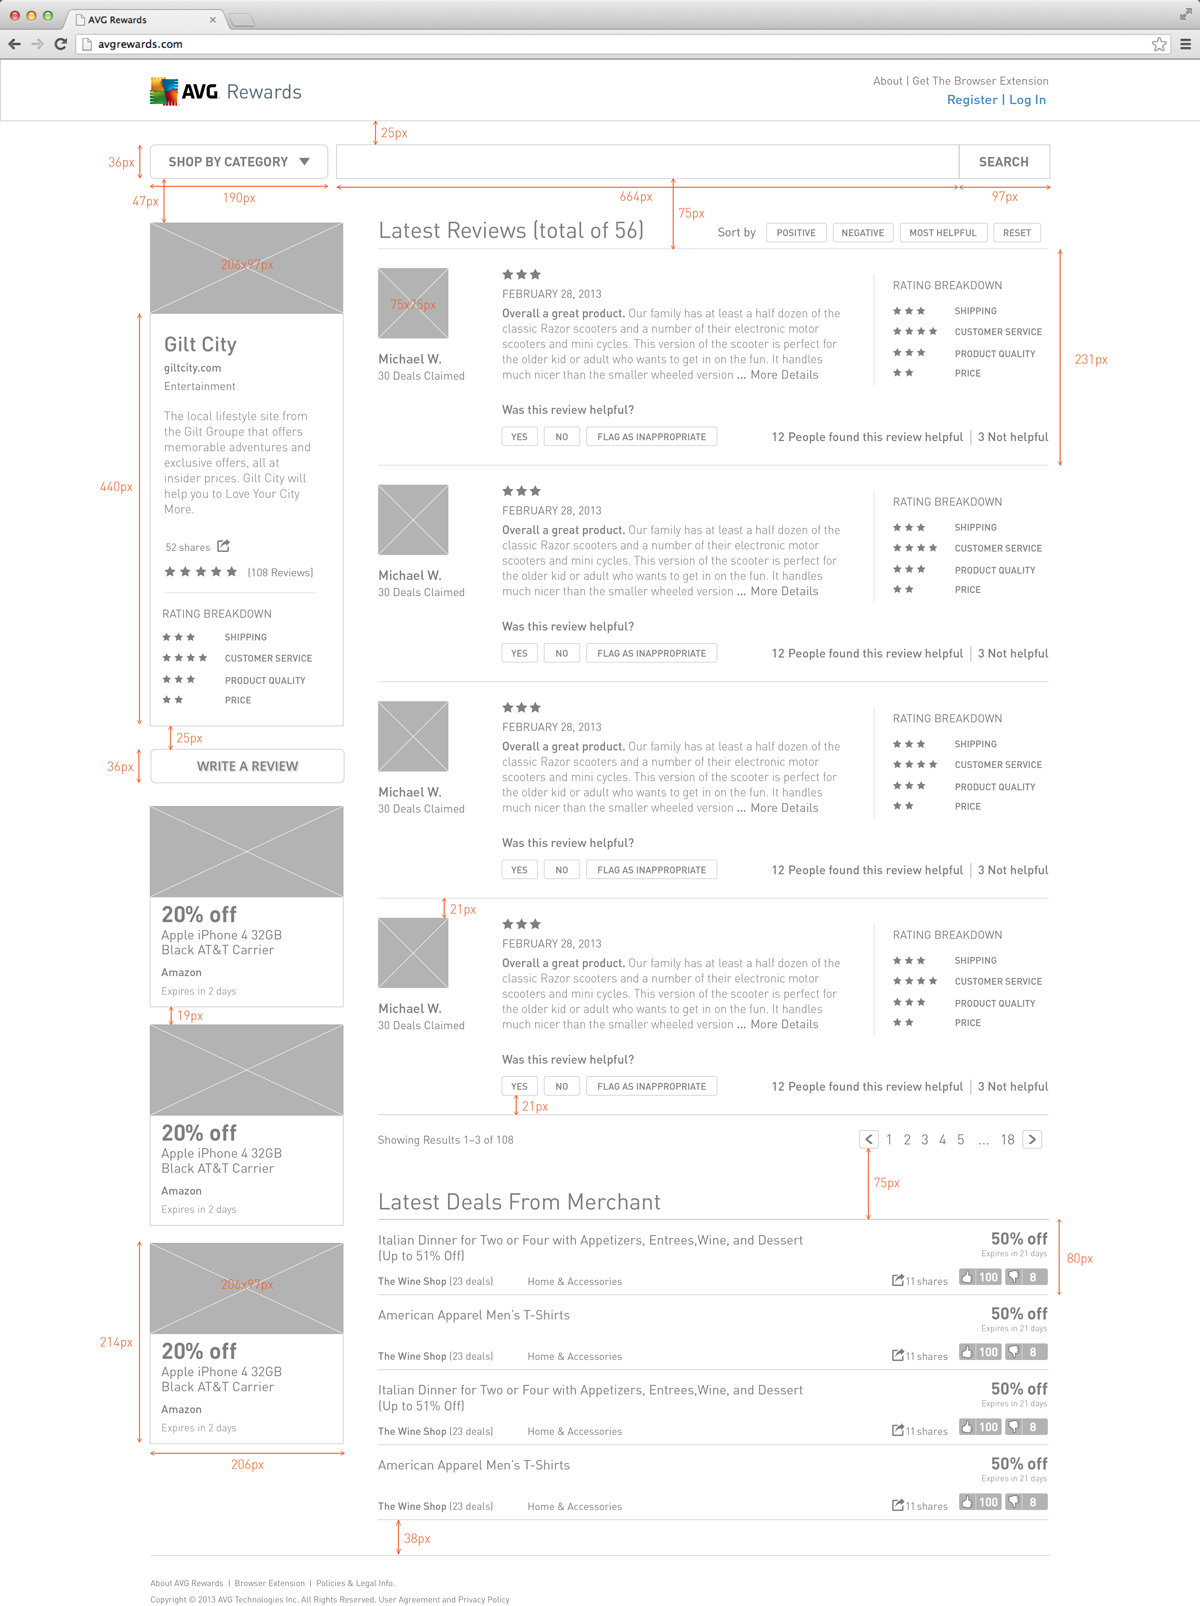 AVG Rewards
avgrewards.com
AVG Rewards
About | Get The Browser Extension
Register | Log In
25px
36px
SHOP BY CATEGORY
SEARCH
47px
190px
664px
97px
75px
206x97px
Gilt City
giltcity.com
Entertainment
The local lifestyle site from
the Gilt Groupe that offers
memorable adventures and
exclusive offers, all at
insider prices. Gilt City will
help you to Love Your City
More.
440px
52 shares
(108 Reviews)
RATING BREAKDOWN
SHIPPING
CUSTOMER SERVICE
PRODUCT QUALITY
PRICE
25px
36px
WRITE A REVIEW
20% off
Apple iPhone 4 32GB
Black AT&T Carrier
Amazon
Expires in 2 days
19px
20% off
Apple iPhone 4 32GB
Black AT&T Carrier
Amazon
Expires in 2 days
206x97px
214px
20% off
Apple iPhone 4 32GB
Black AT&T Carrier
Amazon
Expires in 2 days
206px
Latest Reviews (total of 56)
Sort by POSITIVE NEGATIVE MOST HELPFUL RESET
75x75px
Michael W.
30 Deals Claimed
FEBRUARY 28, 2013
Overall a great product. Our family has at least a half dozen of the
classic Razor scooters and a number of their electronic motor
scooters and mini cycles. This version of the scooter is perfect for
the older kid or adult who wants to get in on the fun. It handles
much nicer than the smaller wheeled version ... More Details
RATING BREAKDOWN
SHIPPING
CUSTOMER SERVICE
PRODUCT QUALITY
PRICE
231px
Was this review helpful?
YES NO FLAG AS INAPPROPRIATE
12 People found this review helpful | 3 Not helpful
Michael W.
30 Deals Claimed
FEBRUARY 28, 2013
Overall a great product. Our family has at least a half dozen of the
classic Razor scooters and a number of their electronic motor
scooters and mini cycles. This version of the scooter is perfect for
the older kid or adult who wants to get in on the fun. It handles
much nicer than the smaller wheeled version ... More Details
RATING BREAKDOWN
SHIPPING
CUSTOMER SERVICE
PRODUCT QUALITY
PRICE
Was this review helpful?
YES NO FLAG AS INAPPROPRIATE
12 People found this review helpful | 3 Not helpful
Michael W.
30 Deals Claimed
FEBRUARY 28, 2013
Overall a great product. Our family has at least a half dozen of the
classic Razor scooters and a number of their electronic motor
scooters and mini cycles. This version of the scooter is perfect for
the older kid or adult who wants to get in on the fun. It handles
much nicer than the smaller wheeled version ... More Details
RATING BREAKDOWN
SHIPPING
CUSTOMER SERVICE
PRODUCT QUALITY
PRICE
Was this review helpful?
YES NO FLAG AS INAPPROPRIATE
12 People found this review helpful | 3 Not helpful
21px
Michael W.
30 Deals Claimed
FEBRUARY 28, 2013
Overall a great product. Our family has at least a half dozen of the
classic Razor scooters and a number of their electronic motor
scooters and mini cycles. This version of the scooter is perfect for
the older kid or adult who wants to get in on the fun. It handles
much nicer than the smaller wheeled version ... More Details
RATING BREAKDOWN
SHIPPING
CUSTOMER SERVICE
PRODUCT QUALITY
PRICE
Was this review helpful?
YES NO FLAG AS INAPPROPRIATE
12 People found this review helpful | 3 Not helpful
21px
Showing Results 1–3 of 108
< 1 2 3 4 5 ... 18 >
75px
Latest Deals From Merchant
Italian Dinner for Two or Four with Appetizers, Entrees,Wine, and Dessert
(Up to 51% Off)
50% off
Expires in 21 days
80px
The Wine Shop (23 deals) Home & Accessories 11 shares 100 8
American Apparel Men's T-Shirts
50% off
Expires in 21 days
The Wine Shop (23 deals) Home & Accessories 11 shares 100 8
Italian Dinner for Two or Four with Appetizers, Entrees,Wine, and Dessert
(Up to 51% Off)
50% off
Expires in 21 days
The Wine Shop (23 deals) Home & Accessories 11 shares 100 8
American Apparel Men's T-Shirts
50% off
Expires in 21 days
The Wine Shop (23 deals) Home & Accessories 11 shares 100 8
38px
About AVG Rewards | Browser Extension | Policies & Legal Info.
Copyright © 2013 AVG Technologies Inc. All Rights Reserved. User Agreement and Privacy Policy